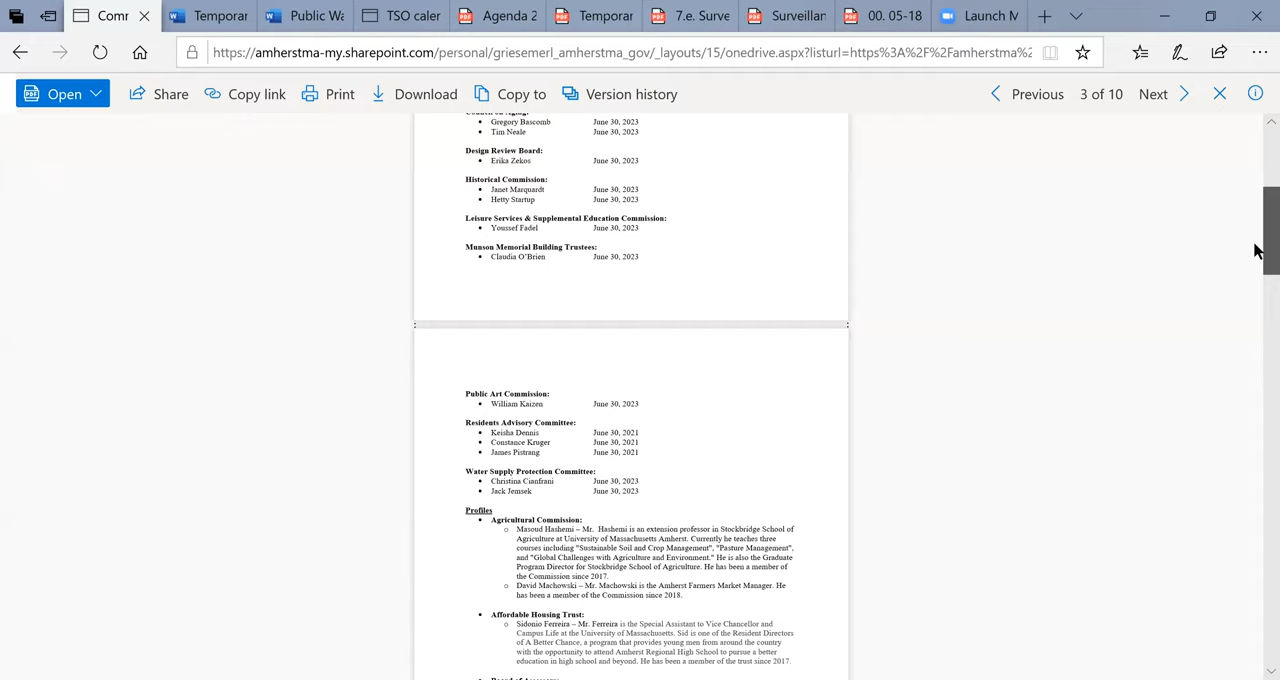 Com
Temporar
Public Wa
TSO caler
Agenda 2
Temporar
7.e. Surve
Surveillar
00. 05-18
Launch M
https://amherstma-my.sharepoint.com/personal/griesemerl_amherstma_gov/_layouts/15/onedrive.aspx?listurl=https%3A%2F%2Famherstma%2
Open
Share
Copy link
Print
Download
Copy to
Version history
Previous
3 of 10
Next
Council on Aging:
• Gregory Bascomb June 30, 2023
• Tim Neale June 30, 2023
Design Review Board:
• Erika Zekos June 30, 2023
Historical Commission:
• Janet Marquardt June 30, 2023
• Hetty Startup June 30, 2023
Leisure Services & Supplemental Education Commission:
• Youssef Fadel June 30, 2023
Munson Memorial Building Trustees:
• Claudia O'Brien June 30, 2023
Public Art Commission:
• William Kaizen June 30, 2023
Residents Advisory Committee:
• Keisha Dennis June 30, 2021
• Constance Kruger June 30, 2021
• James Pistrang June 30, 2021
Water Supply Protection Committee:
• Christina Cianfrani June 30, 2023
• Jack Jemsek June 30, 2023
Profiles
• Agricultural Commission:
o Masoud Hashemi – Mr. Hashemi is an extension professor in Stockbridge School of
Agriculture at University of Massachusetts Amherst. Currently he teaches three
courses including "Sustainable Soil and Crop Management", "Pasture Management",
and "Global Challenges with Agriculture and Environment." He is also the Graduate
Program Director for Stockbridge School of Agriculture. He has been a member of
the Commission since 2017.
o David Machowski – Mr. Machowski is the Amherst Farmers Market Manager. He
has been a member of the Commission since 2018.
• Affordable Housing Trust:
o Sidonio Ferreira – Mr. Ferreira is the Special Assistant to Vice Chancellor and
Campus Life at the University of Massachusetts. Sid is one of the Resident Directors
of A Better Chance, a program that provides young men from around the country
with the opportunity to attend Amherst Regional High School to pursue a better
education in high school and beyond. He has been a member of the trust since 2017.